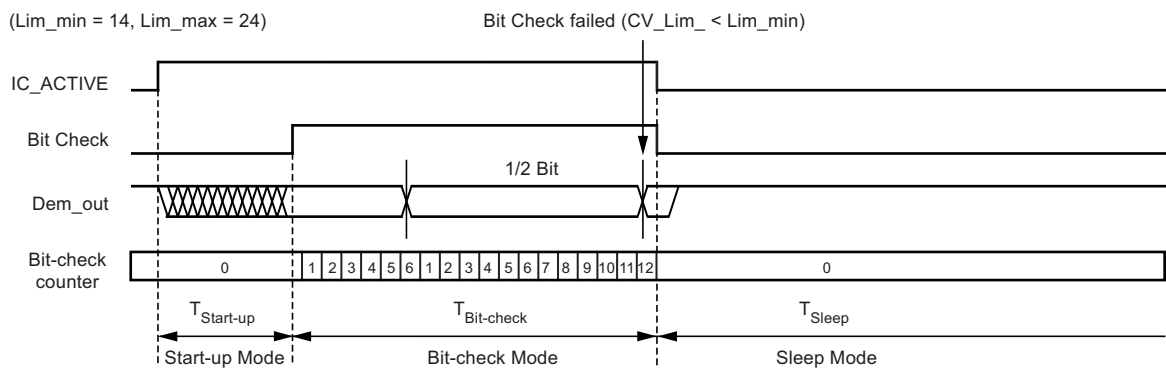 (Lim_min = 14, Lim_max = 24)
Bit Check failed (CV_Lim_ < Lim_min)
IC_ACTIVE
Bit Check
1/2 Bit
Dem_out
Bit-check
counter
0 1 2 3 4 5 6 1 2 3 4 5 6 7 8 9 10 11 12 0
TStart-up TBit-check TSleep
Start-up Mode Bit-check Mode Sleep Mode